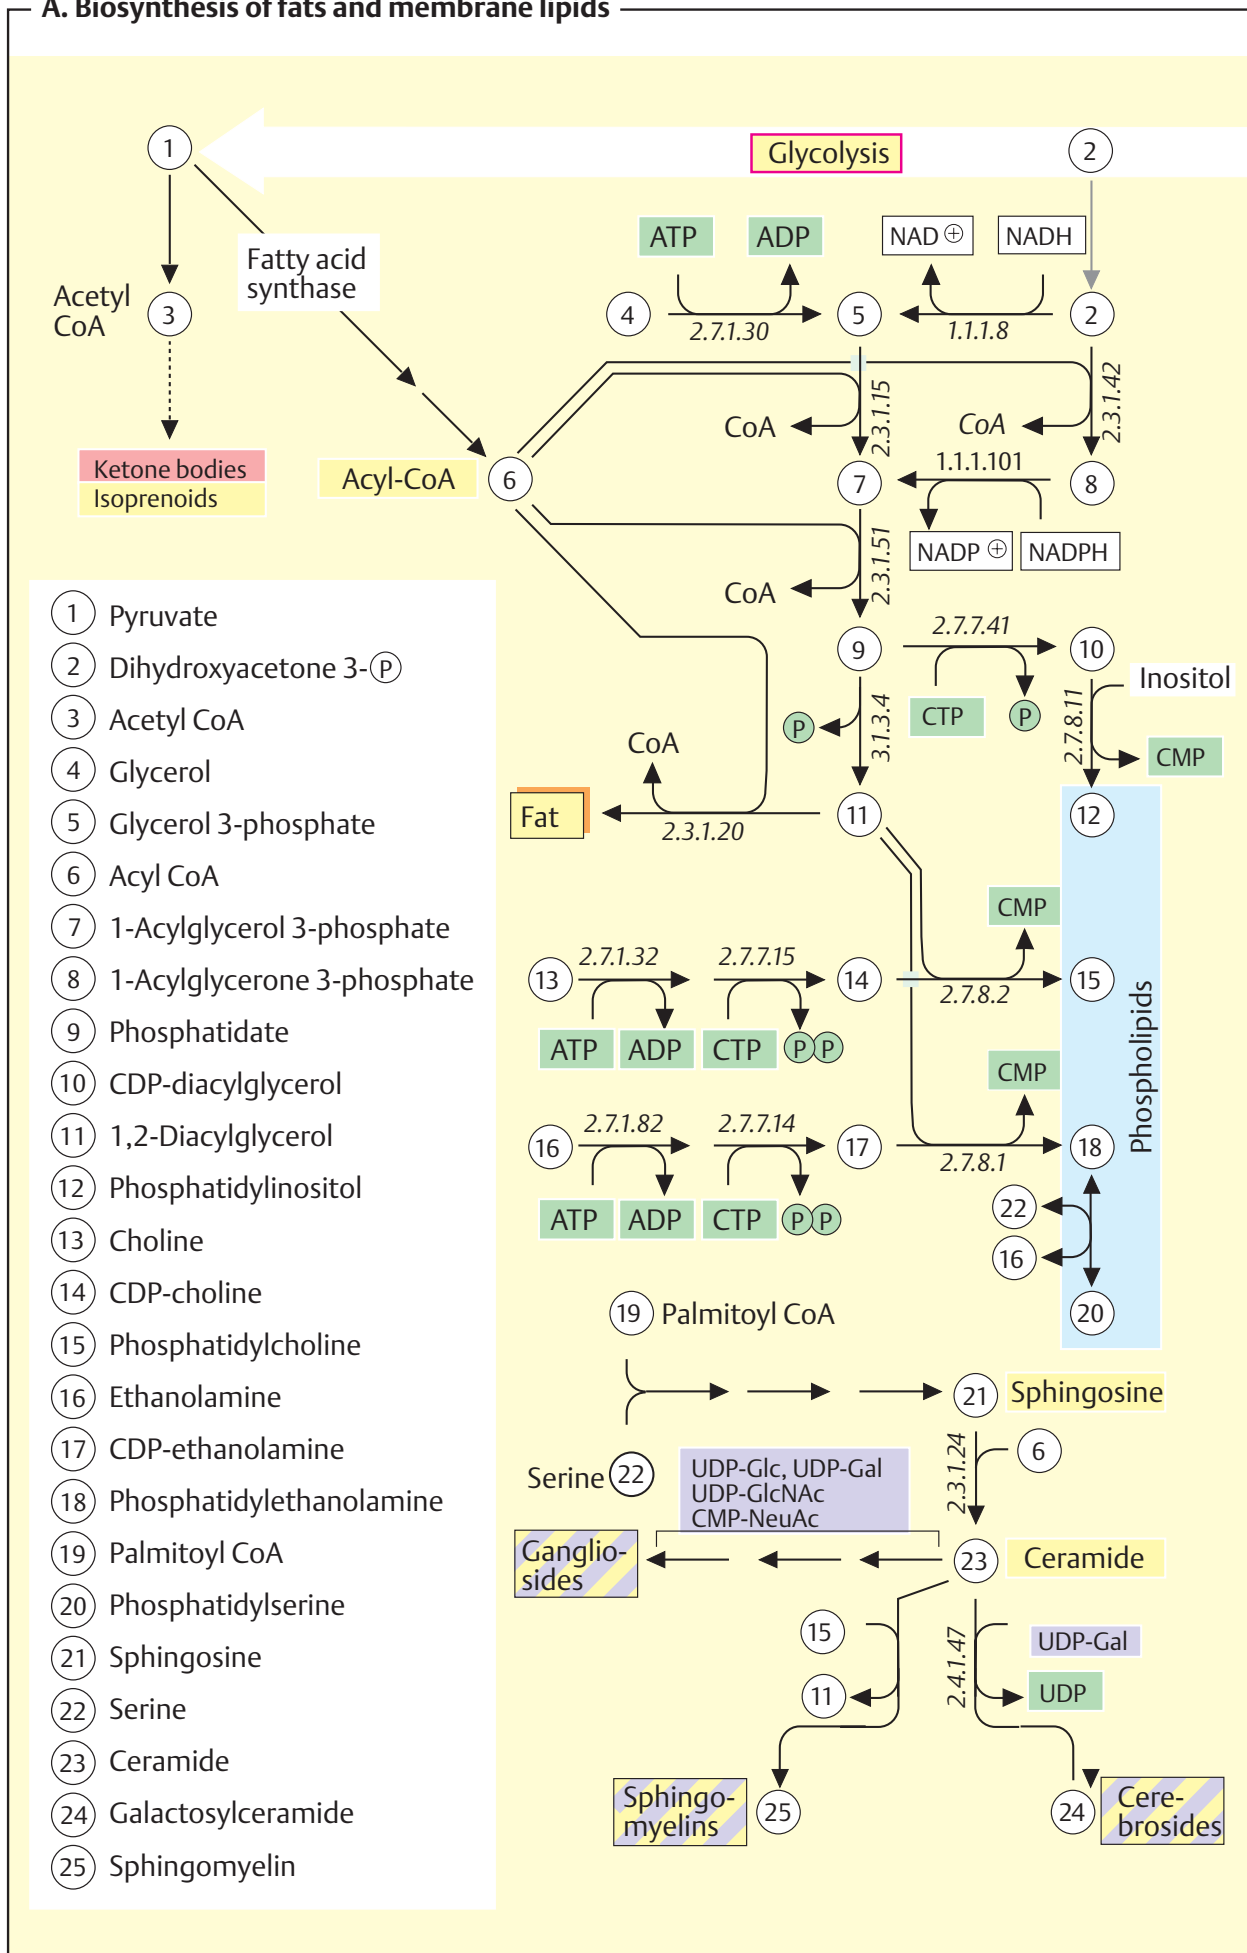 A. Biosynthesis of fats and membrane lipids
1
Glycolysis
2
ATP
ADP
NAD ⊕
NADH
Fatty acid
synthase
Acetyl
CoA
3
4
2.7.1.30
5
1.1.1.8
2
2.3.1.15
2.3.1.42
CoA
CoA
Ketone bodies
Isoprenoids
Acyl-CoA
6
7
1.1.1.101
8
NADP ⊕
NADPH
2.3.1.51
CoA
9
2.7.7.41
10
Inositol
CTP
P
2.7.8.11
CMP
P
3.1.3.4
CoA
Fat
2.3.1.20
11
12
CMP
13
2.7.1.32
2.7.7.15
14
2.7.8.2
15
ATP
ADP
CTP
P P
Phospholipids
CMP
16
2.7.1.82
2.7.7.14
17
2.7.8.1
18
ATP
ADP
CTP
P P
22
16
20
19 Palmitoyl CoA
21 Sphingosine
Serine 22
UDP-Glc, UDP-Gal
UDP-GlcNAc
CMP-NeuAc
2.3.1.24
6
Ganglio-
sides
23
Ceramide
15
11
2.4.1.47
UDP-Gal
UDP
Sphingo-
myelins
25
24
Cere-
brosides
1 Pyruvate
2 Dihydroxyacetone 3-P
3 Acetyl CoA
4 Glycerol
5 Glycerol 3-phosphate
6 Acyl CoA
7 1-Acylglycerol 3-phosphate
8 1-Acylglycerone 3-phosphate
9 Phosphatidate
10 CDP-diacylglycerol
11 1,2-Diacylglycerol
12 Phosphatidylinositol
13 Choline
14 CDP-choline
15 Phosphatidylcholine
16 Ethanolamine
17 CDP-ethanolamine
18 Phosphatidylethanolamine
19 Palmitoyl CoA
20 Phosphatidylserine
21 Sphingosine
22 Serine
23 Ceramide
24 Galactosylceramide
25 Sphingomyelin